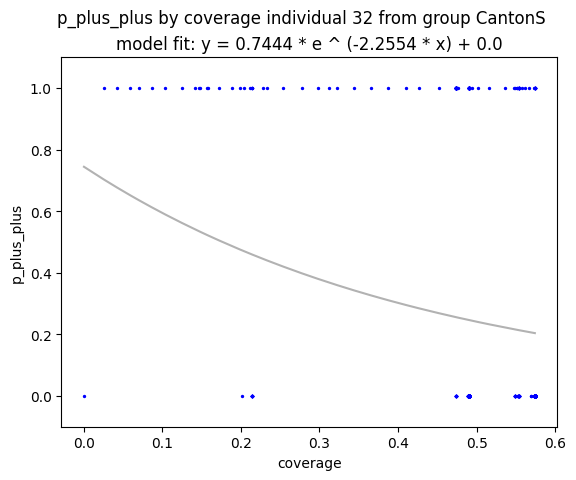 p_plus_plus by coverage individual 32 from group CantonS
model fit: y = 0.7444 * e ^ (-2.2554 * x) + 0.0
1.0
0.8
0.6
0.4
0.2
0.0
p_plus_plus
0.0 0.1 0.2 0.3 0.4 0.5 0.6
coverage